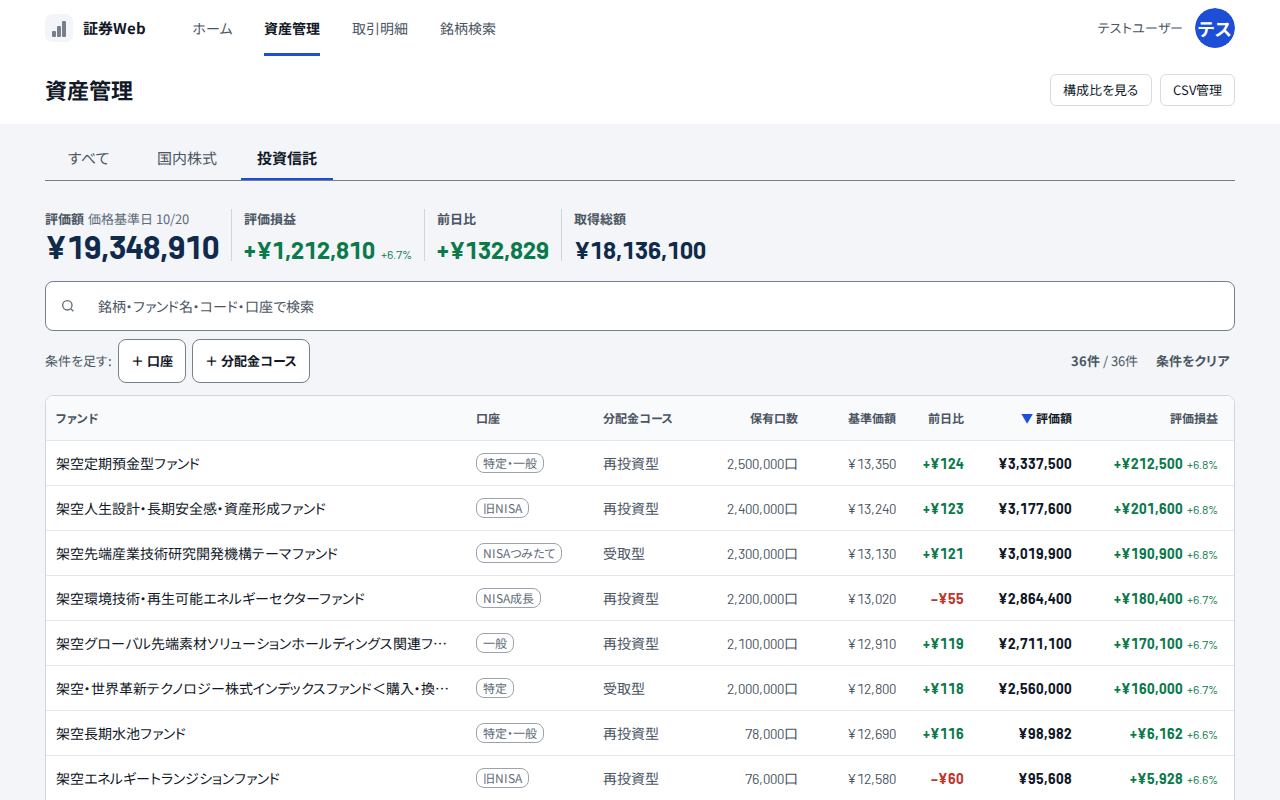 証券Web ホーム 資産管理 取引明細 銘柄検索 テストユーザー テス
資産管理 構成比を見る CSV管理
すべて 国内株式 投資信託
評価額 価格基準日 10/20 評価損益 前日比 取得総額
¥19,348,910 +¥1,212,810 +6.7% +¥132,829 ¥18,136,100
銘柄・ファンド名・コード・口座で検索
条件を足す: ＋ 口座 ＋ 分配金コース 36件 / 36件 条件をクリア
ファンド 口座 分配金コース 保有口数 基準価額 前日比 ▼ 評価額 評価損益
架空定期預金型ファンド 特定・一般 再投資型 2,500,000口 ¥13,350 +¥124 ¥3,337,500 +¥212,500 +6.8%
架空人生設計・長期安全感・資産形成ファンド 旧NISA 再投資型 2,400,000口 ¥13,240 +¥123 ¥3,177,600 +¥201,600 +6.8%
架空先端産業技術研究開発機構テーマファンド NISAつみたて 受取型 2,300,000口 ¥13,130 +¥121 ¥3,019,900 +¥190,900 +6.8%
架空環境技術・再生可能エネルギーセクターファンド NISA成長 再投資型 2,200,000口 ¥13,020 −¥55 ¥2,864,400 +¥180,400 +6.7%
架空グローバル先端素材ソリューションホールディングス関連フ… 一般 再投資型 2,100,000口 ¥12,910 +¥119 ¥2,711,100 +¥170,100 +6.7%
架空・世界革新テクノロジー株式インデックスファンド＜購入・換… 特定 受取型 2,000,000口 ¥12,800 +¥118 ¥2,560,000 +¥160,000 +6.7%
架空長期水池ファンド 特定・一般 再投資型 78,000口 ¥12,690 +¥116 ¥98,982 +¥6,162 +6.6%
架空エネルギートランジションファンド 旧NISA 再投資型 76,000口 ¥12,580 −¥60 ¥95,608 +¥5,928 +6.6%